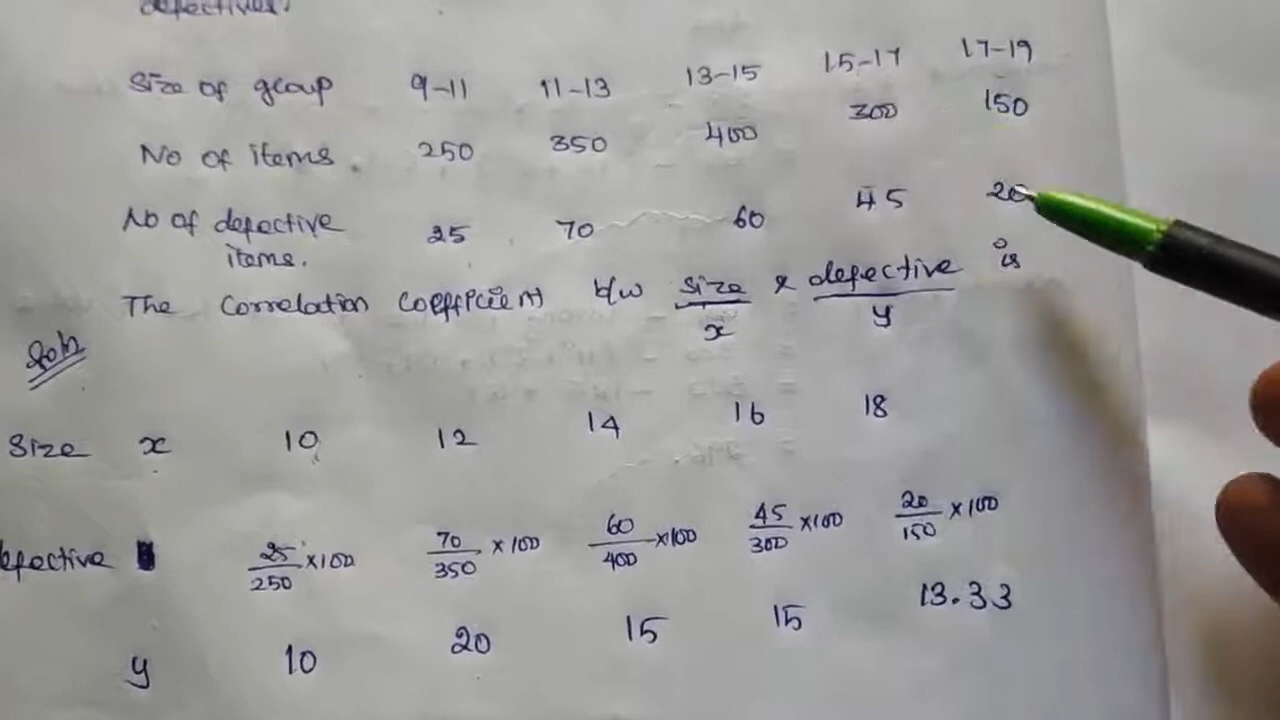 defectives.
Size of group 9-11 11-13 13-15 15-17 17-19
No of items. 250 350 400 300 150
No of defective items. 25 70 60 45 20
The Correlation Coefficient b/w size & defective is
x y
Soln
Size x 10 12 14 16 18
efective 25/250 ×100 70/350 ×100 60/400 ×100 45/300 ×100 20/150 ×100
y 10 20 15 15 13.33